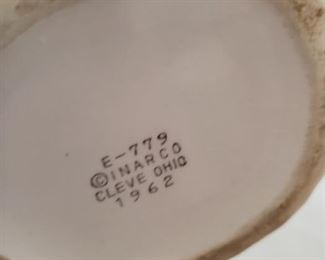 E-779
©INARCO
CLEVE OHIO
1962